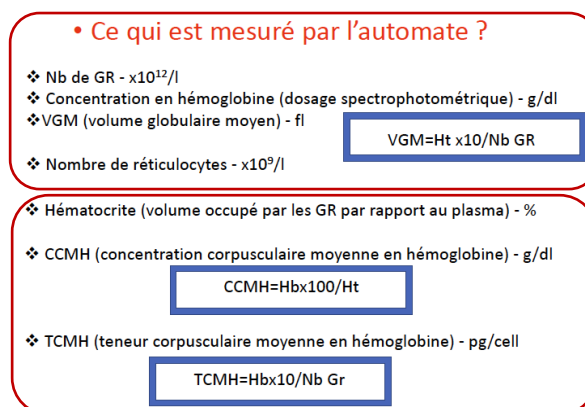 • Ce qui est mesuré par l'automate ?
❖ Nb de GR - x10¹²/l
❖ Concentration en hémoglobine (dosage spectrophotométrique) - g/dl
❖VGM (volume globulaire moyen) - fl
VGM=Ht x10/Nb GR
❖ Nombre de réticulocytes - x10⁹/l
❖ Hématocrite (volume occupé par les GR par rapport au plasma) - %
❖ CCMH (concentration corpusculaire moyenne en hémoglobine) - g/dl
CCMH=Hbx100/Ht
❖ TCMH (teneur corpusculaire moyenne en hémoglobine) - pg/cell
TCMH=Hbx10/Nb Gr